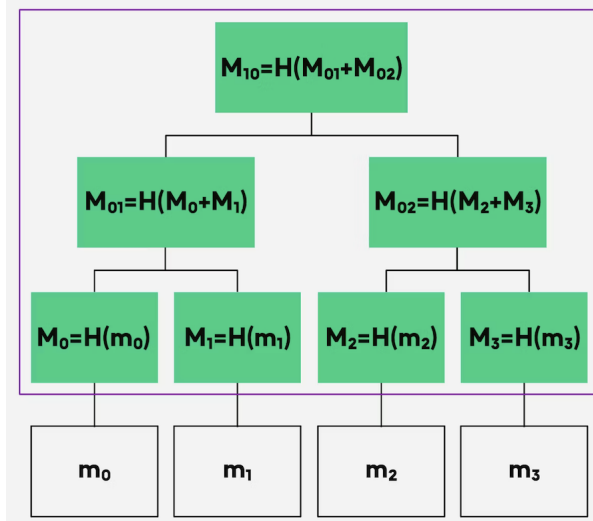 M₁₀=H(M₀₁+M₀₂)
M₀₁=H(M₀+M₁)
M₀₂=H(M₂+M₃)
M₀=H(m₀)
M₁=H(m₁)
M₂=H(m₂)
M₃=H(m₃)
m₀
m₁
m₂
m₃